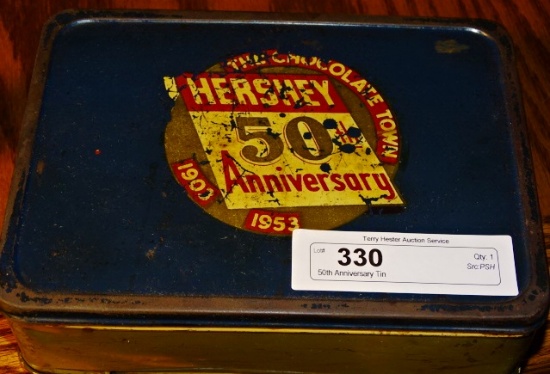 THE CHOCOLATE TOWN
HERSHEY
50th
Anniversary
1903
1953
Terry Hester Auction Service
Lot# 330 Qty: 1
Src:PSH
50th Anniversary Tin